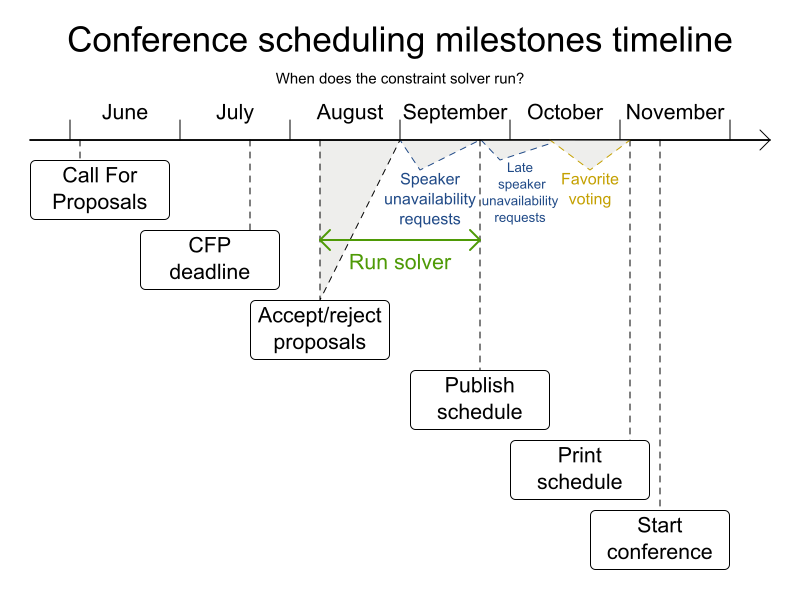 Conference scheduling milestones timeline
When does the constraint solver run?
June July August September October November
Call For
Proposals
Speaker
unavailability
requests
Late
speaker
unavailability
requests
Favorite
voting
CFP
deadline
Run solver
Accept/reject
proposals
Publish
schedule
Print
schedule
Start
conference